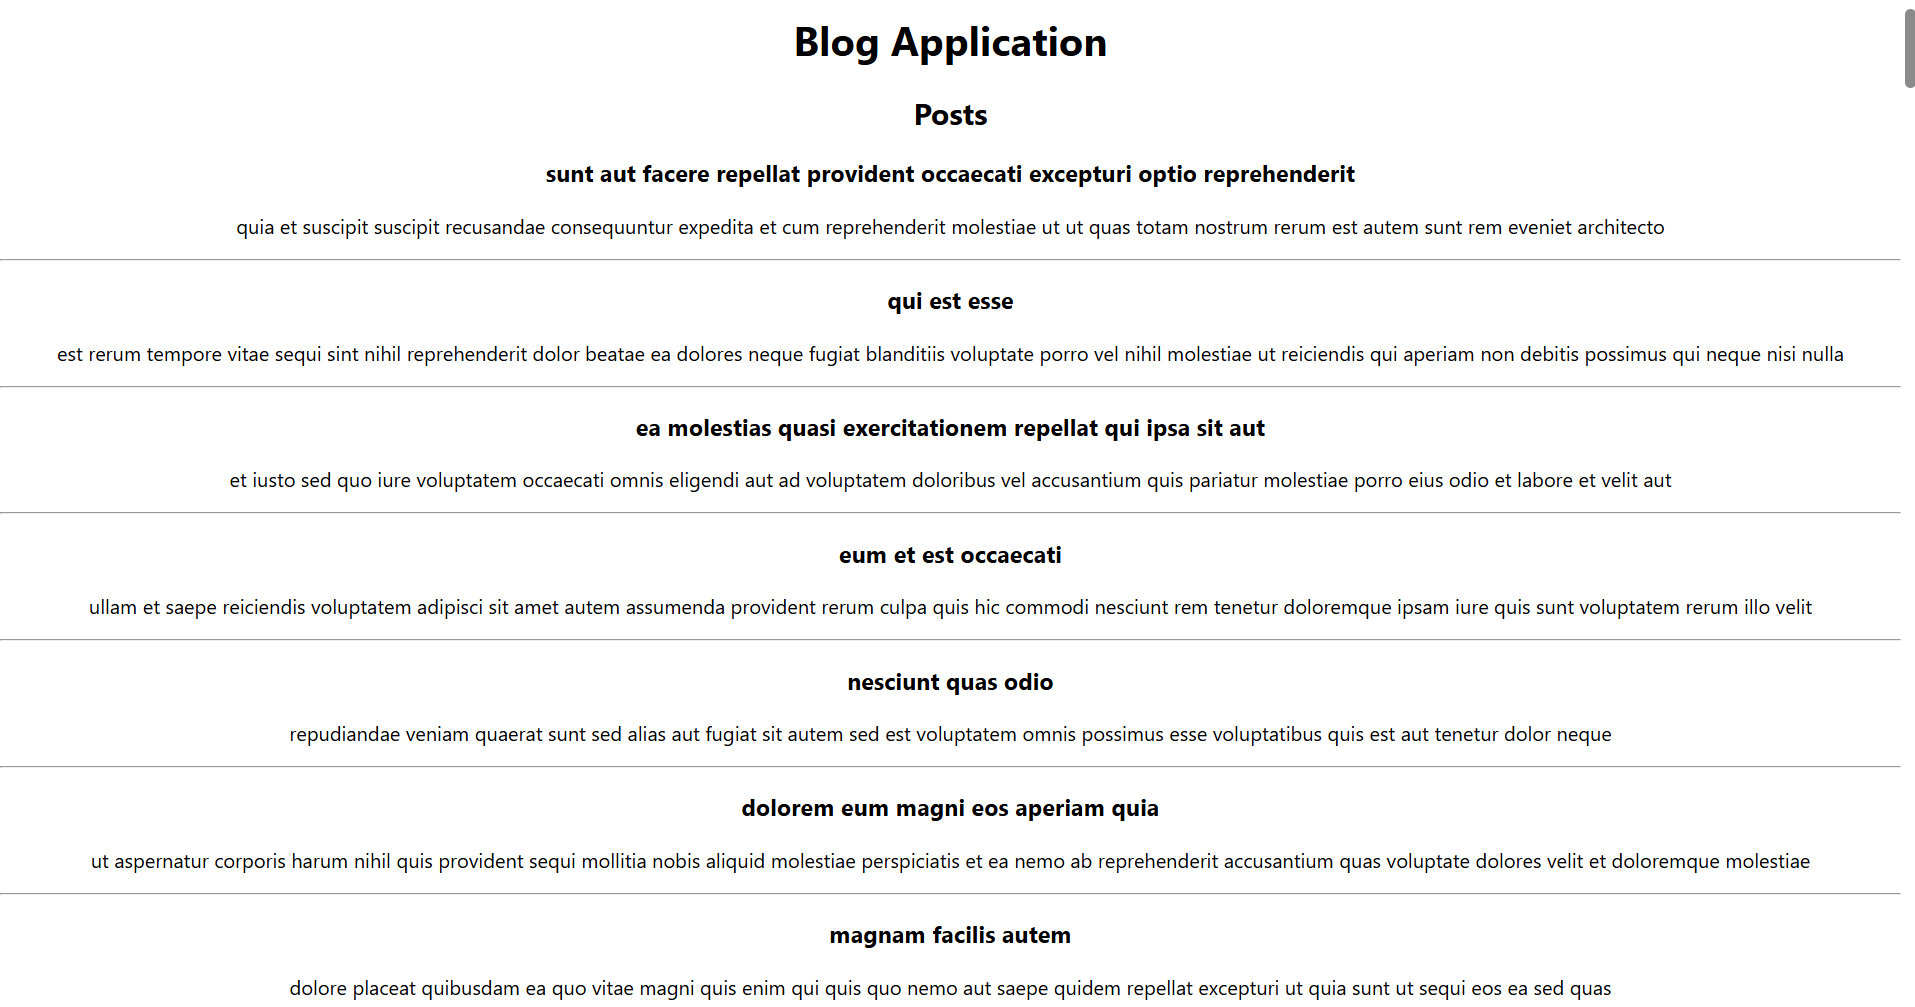 Blog Application
Posts
sunt aut facere repellat provident occaecati excepturi optio reprehenderit
quia et suscipit suscipit recusandae consequuntur expedita et cum reprehenderit molestiae ut ut quas totam nostrum rerum est autem sunt rem eveniet architecto
qui est esse
est rerum tempore vitae sequi sint nihil reprehenderit dolor beatae ea dolores neque fugiat blanditiis voluptate porro vel nihil molestiae ut reiciendis qui aperiam non debitis possimus qui neque nisi nulla
ea molestias quasi exercitationem repellat qui ipsa sit aut
et iusto sed quo iure voluptatem occaecati omnis eligendi aut ad voluptatem doloribus vel accusantium quis pariatur molestiae porro eius odio et labore et velit aut
eum et est occaecati
ullam et saepe reiciendis voluptatem adipisci sit amet autem assumenda provident rerum culpa quis hic commodi nesciunt rem tenetur doloremque ipsam iure quis sunt voluptatem rerum illo velit
nesciunt quas odio
repudiandae veniam quaerat sunt sed alias aut fugiat sit autem sed est voluptatem omnis possimus esse voluptatibus quis est aut tenetur dolor neque
dolorem eum magni eos aperiam quia
ut aspernatur corporis harum nihil quis provident sequi mollitia nobis aliquid molestiae perspiciatis et ea nemo ab reprehenderit accusantium quas voluptate dolores velit et doloremque molestiae
magnam facilis autem
dolore placeat quibusdam ea quo vitae magni quis enim qui quis quo nemo aut saepe quidem repellat excepturi ut quia sunt ut sequi eos ea sed quas